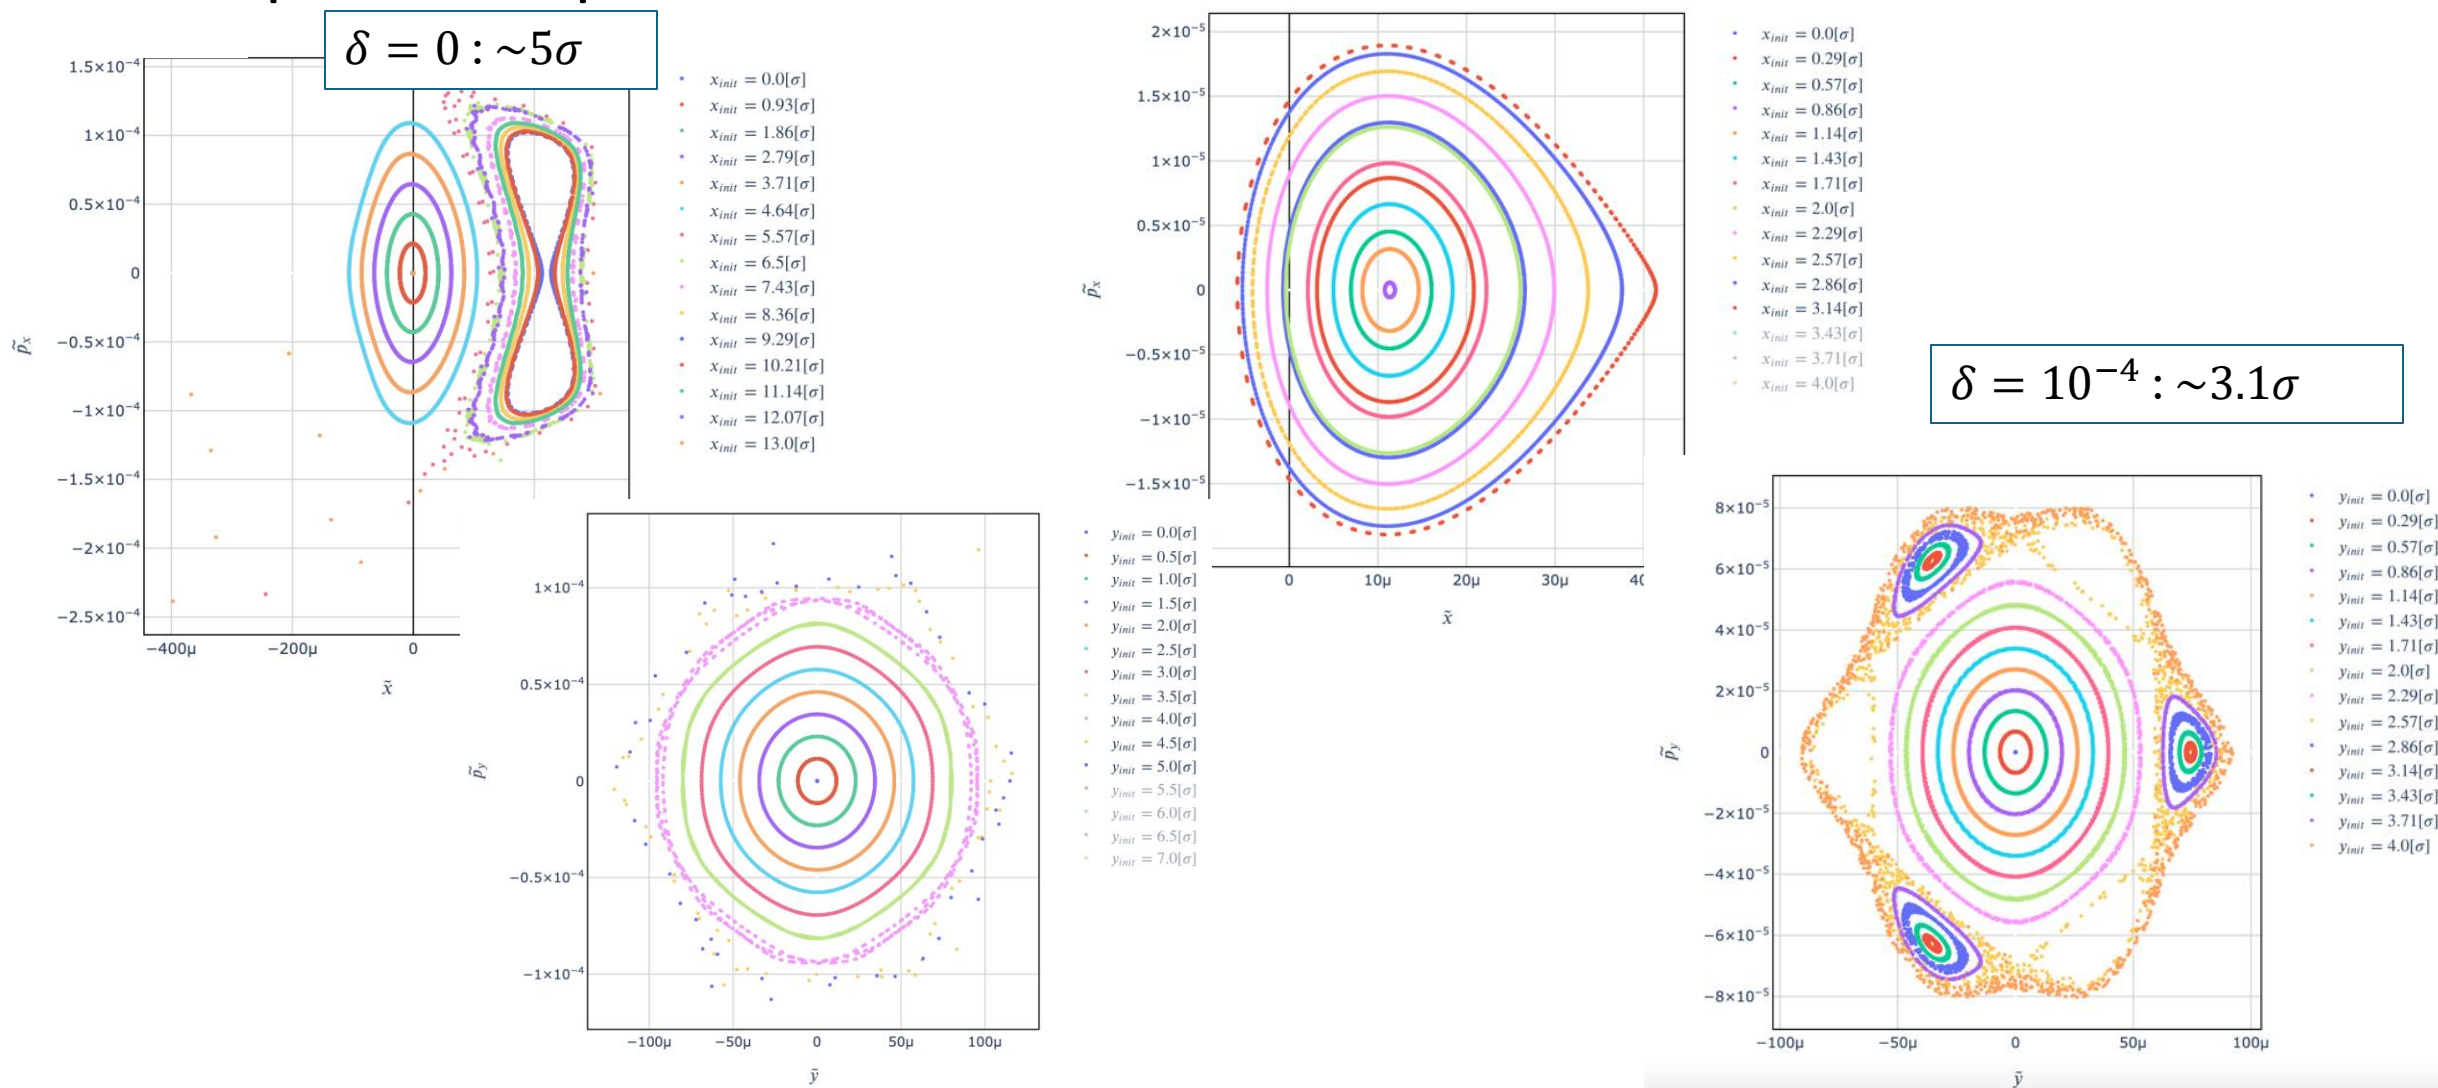 δ = 0 : ~5σ
1.5×10⁻⁴
1×10⁻⁴
0.5×10⁻⁴
0
−0.5×10⁻⁴
−1×10⁻⁴
−1.5×10⁻⁴
−2×10⁻⁴
−2.5×10⁻⁴
p̃ₓ
−400μ
−200μ
0
x̃
x_init = 0.0[σ]
x_init = 0.93[σ]
x_init = 1.86[σ]
x_init = 2.79[σ]
x_init = 3.71[σ]
x_init = 4.64[σ]
x_init = 5.57[σ]
x_init = 6.5[σ]
x_init = 7.43[σ]
x_init = 8.36[σ]
x_init = 9.29[σ]
x_init = 10.21[σ]
x_init = 11.14[σ]
x_init = 12.07[σ]
x_init = 13.0[σ]
1×10⁻⁴
0.5×10⁻⁴
0
−0.5×10⁻⁴
−1×10⁻⁴
p̃_y
−100μ
−50μ
0
50μ
100μ
ỹ
y_init = 0.0[σ]
y_init = 0.5[σ]
y_init = 1.0[σ]
y_init = 1.5[σ]
y_init = 2.0[σ]
y_init = 2.5[σ]
y_init = 3.0[σ]
y_init = 3.5[σ]
y_init = 4.0[σ]
y_init = 4.5[σ]
y_init = 5.0[σ]
y_init = 5.5[σ]
y_init = 6.0[σ]
y_init = 6.5[σ]
y_init = 7.0[σ]
2×10⁻⁵
1.5×10⁻⁵
1×10⁻⁵
0.5×10⁻⁵
0
−0.5×10⁻⁵
−1×10⁻⁵
−1.5×10⁻⁵
p̃ₓ
0
10μ
20μ
30μ
40
x̃
x_init = 0.0[σ]
x_init = 0.29[σ]
x_init = 0.57[σ]
x_init = 0.86[σ]
x_init = 1.14[σ]
x_init = 1.43[σ]
x_init = 1.71[σ]
x_init = 2.0[σ]
x_init = 2.29[σ]
x_init = 2.57[σ]
x_init = 2.86[σ]
x_init = 3.14[σ]
x_init = 3.43[σ]
x_init = 3.71[σ]
x_init = 4.0[σ]
δ = 10⁻⁴ : ~3.1σ
8×10⁻⁵
6×10⁻⁵
4×10⁻⁵
2×10⁻⁵
0
−2×10⁻⁵
−4×10⁻⁵
−6×10⁻⁵
−8×10⁻⁵
p̃_y
−100μ
−50μ
0
50μ
100μ
ỹ
y_init = 0.0[σ]
y_init = 0.29[σ]
y_init = 0.57[σ]
y_init = 0.86[σ]
y_init = 1.14[σ]
y_init = 1.43[σ]
y_init = 1.71[σ]
y_init = 2.0[σ]
y_init = 2.29[σ]
y_init = 2.57[σ]
y_init = 2.86[σ]
y_init = 3.14[σ]
y_init = 3.43[σ]
y_init = 3.71[σ]
y_init = 4.0[σ]